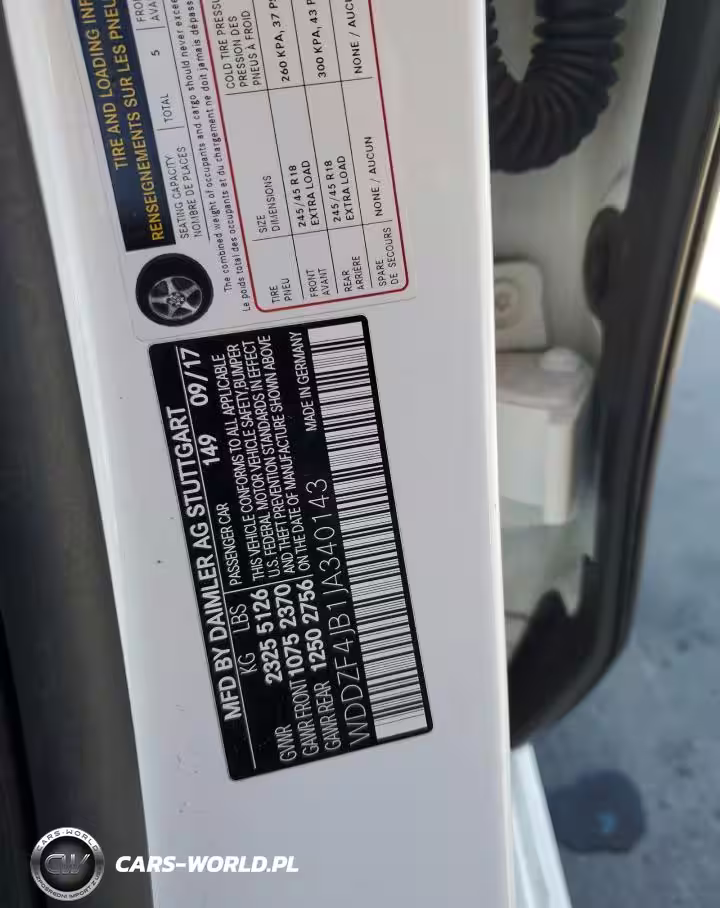 TIRE AND LOADING INF
RENSEIGNEMENTS SUR LES PNEU
SEATING CAPACITY
NOMBRE DE PLACES
TOTAL 5
The combined weight of occupants and cargo should never exce
Le poids total des occupants et du chargement ne doit jamais dépass
TIRE
PNEU
SIZE
DIMENSIONS
COLD TIRE PRESSU
PRESSION DES
PNEUS À FROID
FRONT
AVANT
245/45 R18
EXTRA LOAD
260 KPA, 37 PS
REAR
ARRIÈRE
245/45 R18
EXTRA LOAD
300 KPA, 43 P
SPARE
DE SECOURS
NONE / AUCUN
NONE / AUC
MFD BY DAIMLER AG STUTTGART
KG LBS 149 09/17
PASSENGER CAR
GVWR 2325 5126
GAWR FRONT 1075 2370
GAWR REAR 1250 2756
THIS VEHICLE CONFORMS TO ALL APPLICABLE
U.S. FEDERAL MOTOR VEHICLE SAFETY, BUMPER
AND THEFT PREVENTION STANDARDS IN EFFECT
ON THE DATE OF MANUFACTURE SHOWN ABOVE
WDDZF4JB1JA340143 MADE IN GERMANY
CARS-WORLD
CW
CARS-WORLD.PL